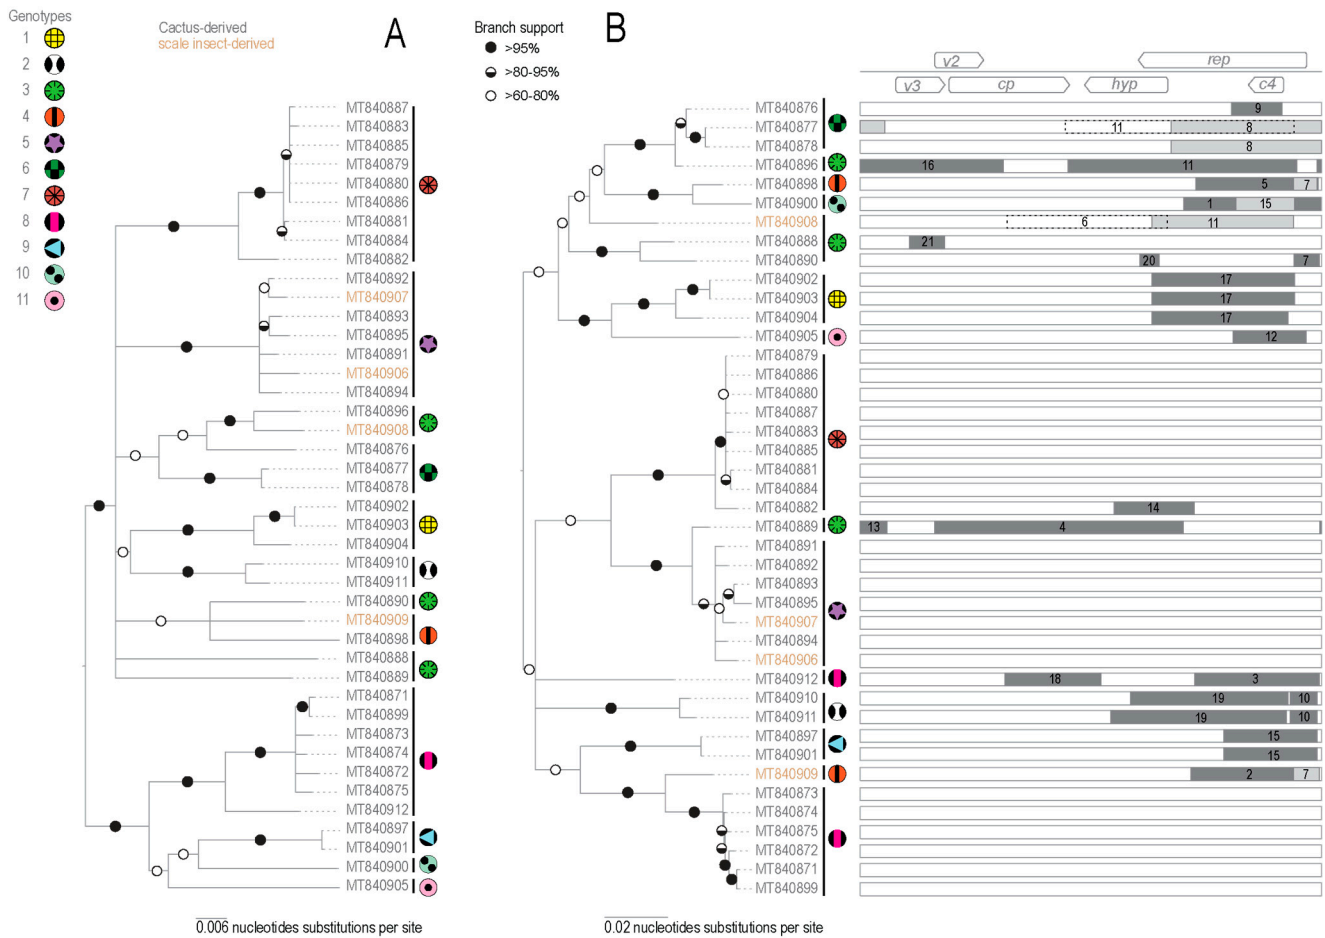 Genotypes
1
2
3
4
5
6
7
8
9
10
11
Cactus-derived
scale insect-derived
A
MT840887
MT840883
MT840885
MT840879
MT840880
MT840886
MT840881
MT840884
MT840882
MT840892
MT840907
MT840893
MT840895
MT840891
MT840906
MT840894
MT840896
MT840908
MT840876
MT840877
MT840878
MT840902
MT840903
MT840904
MT840910
MT840911
MT840890
MT840909
MT840898
MT840888
MT840889
MT840871
MT840899
MT840873
MT840874
MT840872
MT840875
MT840912
MT840897
MT840901
MT840900
MT840905
0.006 nucleotides substitutions per site
Branch support
>95%
>80-95%
>60-80%
B
v2 rep
v3 cp hyp c4
MT840876 9
MT840877 11 8
MT840878 8
MT840896 16 11
MT840898 5 7
MT840900 1 15
MT840908 6 11
MT840888 21
MT840890 20 7
MT840902 17
MT840903 17
MT840904 17
MT840905 12
MT840879
MT840886
MT840880
MT840887
MT840883
MT840885
MT840881
MT840884
MT840882 14
MT840889 13 4
MT840891
MT840892
MT840893
MT840895
MT840907
MT840894
MT840906
MT840912 18 3
MT840910 19 10
MT840911 19 10
MT840897 15
MT840901 15
MT840909 2 7
MT840873
MT840874
MT840875
MT840872
MT840871
MT840899
0.02 nucleotides substitutions per site